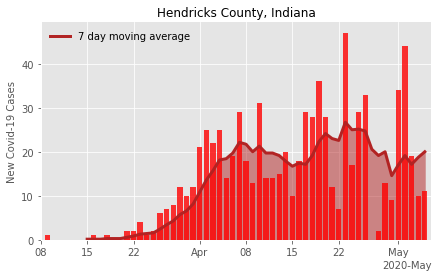 Hendricks County, Indiana
7 day moving average
New Covid-19 Cases
40
30
20
10
0
08
15
22
Apr
08
15
22
May
2020-May